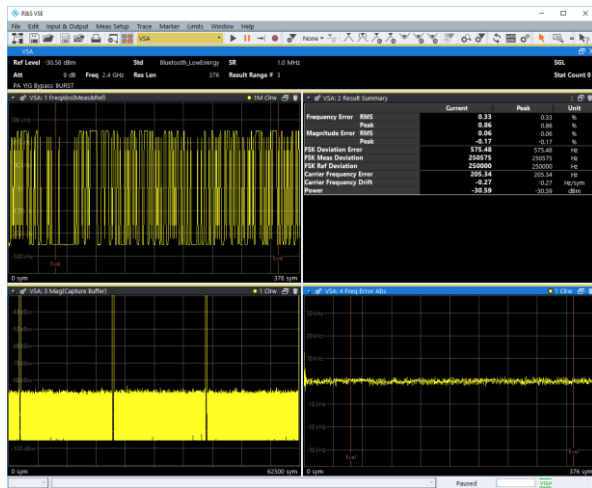 R&S VSE
File Edit Input & Output Meas Setup Trace Marker Limits Window Help
VSA
None
VSA
Ref Level -30.58 dBm Std Bluetooth_LowEnergy SR 1.0 MHz SGL
Att 9 dB Freq 2.4 GHz Res Len 376 Result Range # 3 Stat Count 0
PA YIG Bypass BURST
VSA: 1 FreqAbs(Meas&Ref) 1M Clrw
Eval
Eval
0 sym 376 sym
VSA: 2 Result Summary
Current Peak Unit
Frequency Error RMS 0.33 0.33 %
Peak 0.86 0.86 %
Magnitude Error RMS 0.06 0.06 %
Peak -0.17 -0.17 %
FSK Deviation Error 575.48 575.48 Hz
FSK Meas Deviation 250575 250575 Hz
FSK Ref Deviation 250000 250000 Hz
Carrier Frequency Error 205.34 205.34 Hz
Carrier Frequency Drift -0.27 -0.27 Hz/sym
Power -30.59 -30.59 dBm
VSA: 3 Mag(Capture Buffer) 1 Clrw
0 sym 62500 sym
VSA: 4 Freq Error Abs 1 Clrw
Eval
Eval
0 sym 376 sym
Paused
VISA